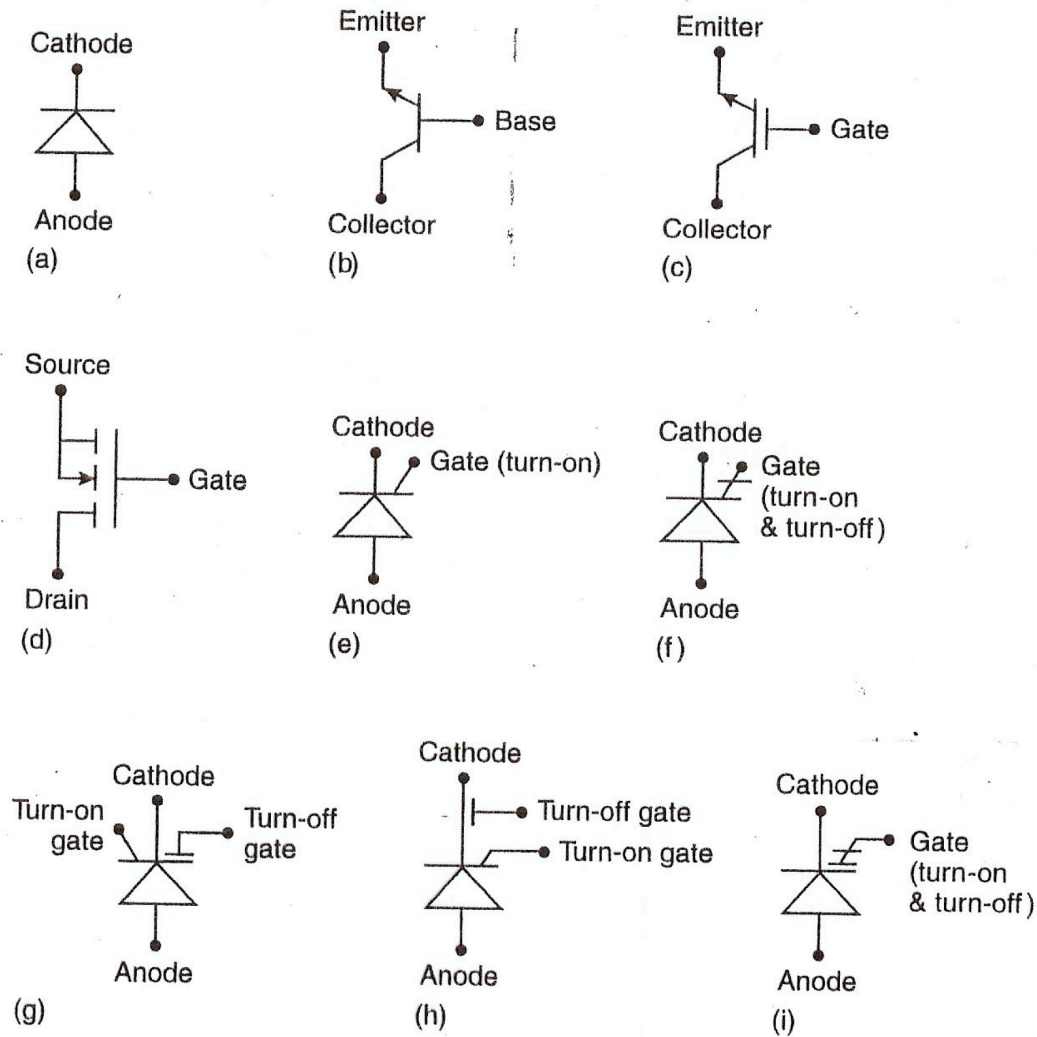 Cathode
Anode
(a)
Emitter
Base
Collector
(b)
Emitter
Gate
Collector
(c)
Source
Gate
Drain
(d)
Cathode
Gate (turn-on)
Anode
(e)
Cathode
Gate
(turn-on
& turn-off)
Anode
(f)
Cathode
Turn-on
gate
Turn-off
gate
Anode
(g)
Cathode
Turn-off gate
Turn-on gate
Anode
(h)
Cathode
Gate
(turn-on
& turn-off)
Anode
(i)